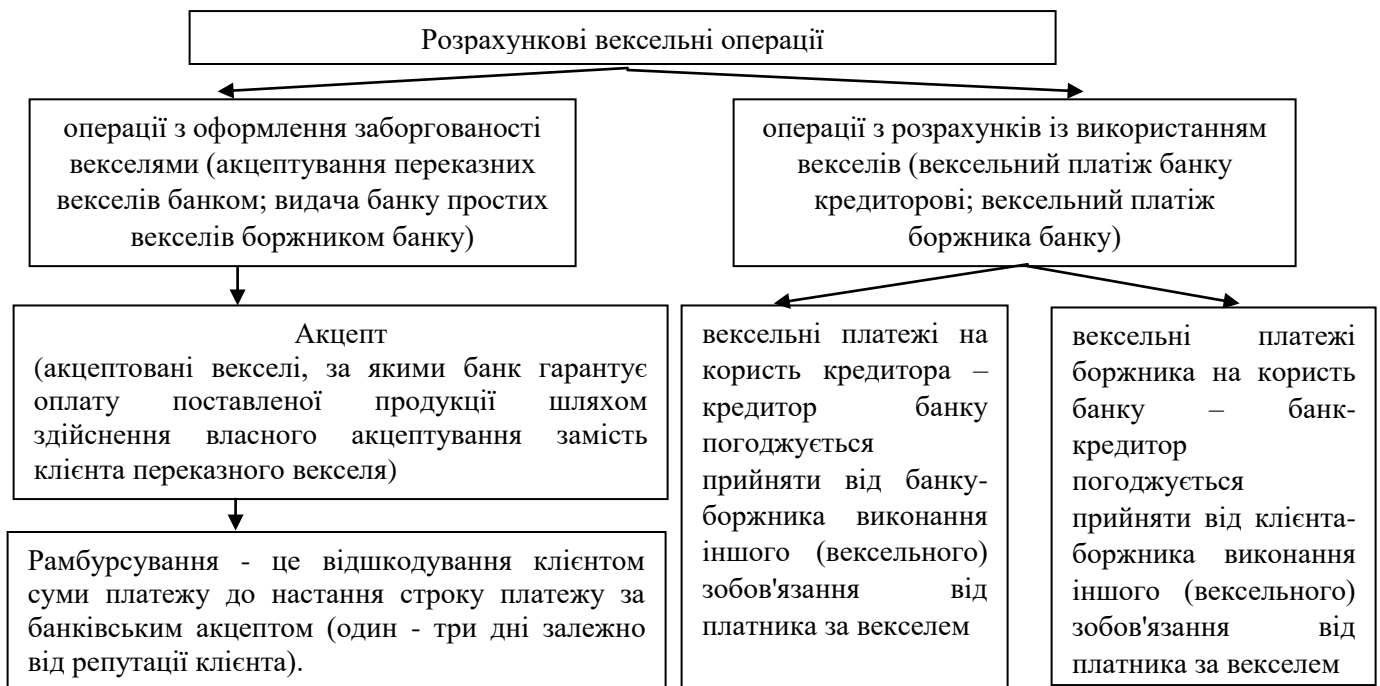 Розрахункові вексельні операції
операції з оформлення заборгованості
векселями (акцептування переказних
векселів банком; видача банку простих
векселів боржником банку)
операції з розрахунків із використанням
векселів (вексельний платіж банку
кредиторові; вексельний платіж
боржника банку)
Акцепт
(акцептовані векселі, за якими банк гарантує
оплату поставленої продукції шляхом
здійснення власного акцептування замість
клієнта переказного векселя)
Рамбурсування - це відшкодування клієнтом
суми платежу до настання строку платежу за
банківським акцептом (один - три дні залежно
від репутації клієнта).
вексельні платежі на
користь кредитора –
кредитор банку
погоджується
прийняти від банку-
боржника виконання
іншого (вексельного)
зобов'язання від
платника за векселем
вексельні платежі
боржника на користь
банку – банк-
кредитор
погоджується
прийняти від клієнта-
боржника виконання
іншого (вексельного)
зобов'язання від
платника за векселем